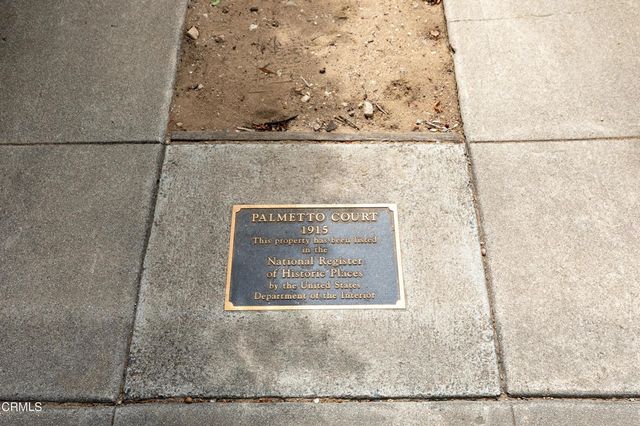 PALMETTO COURT
1915
This property has been listed
in the
National Register
of Historic Places
by the United States
Department of the Interior
CRMLS